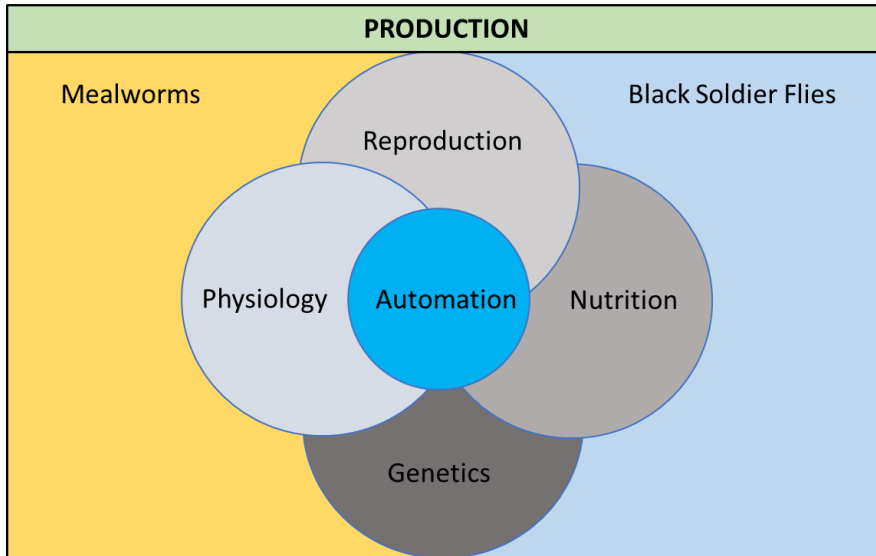 PRODUCTION
Mealworms
Black Soldier Flies
Reproduction
Physiology
Automation
Nutrition
Genetics